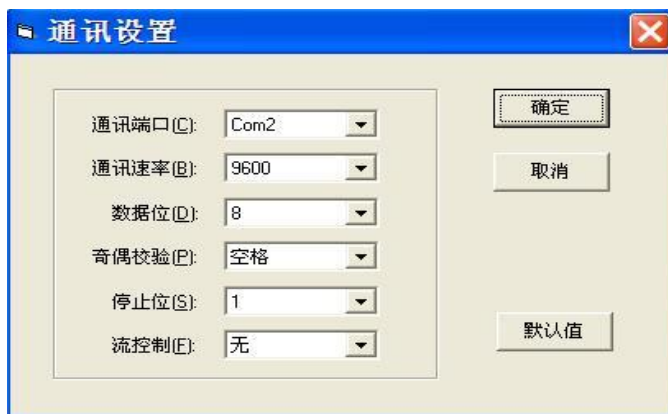 通讯设置
通讯端口(C): Com2
确定
通讯速率(B): 9600
取消
数据位(D): 8
奇偶校验(P): 空格
停止位(S): 1
流控制(F): 无
默认值